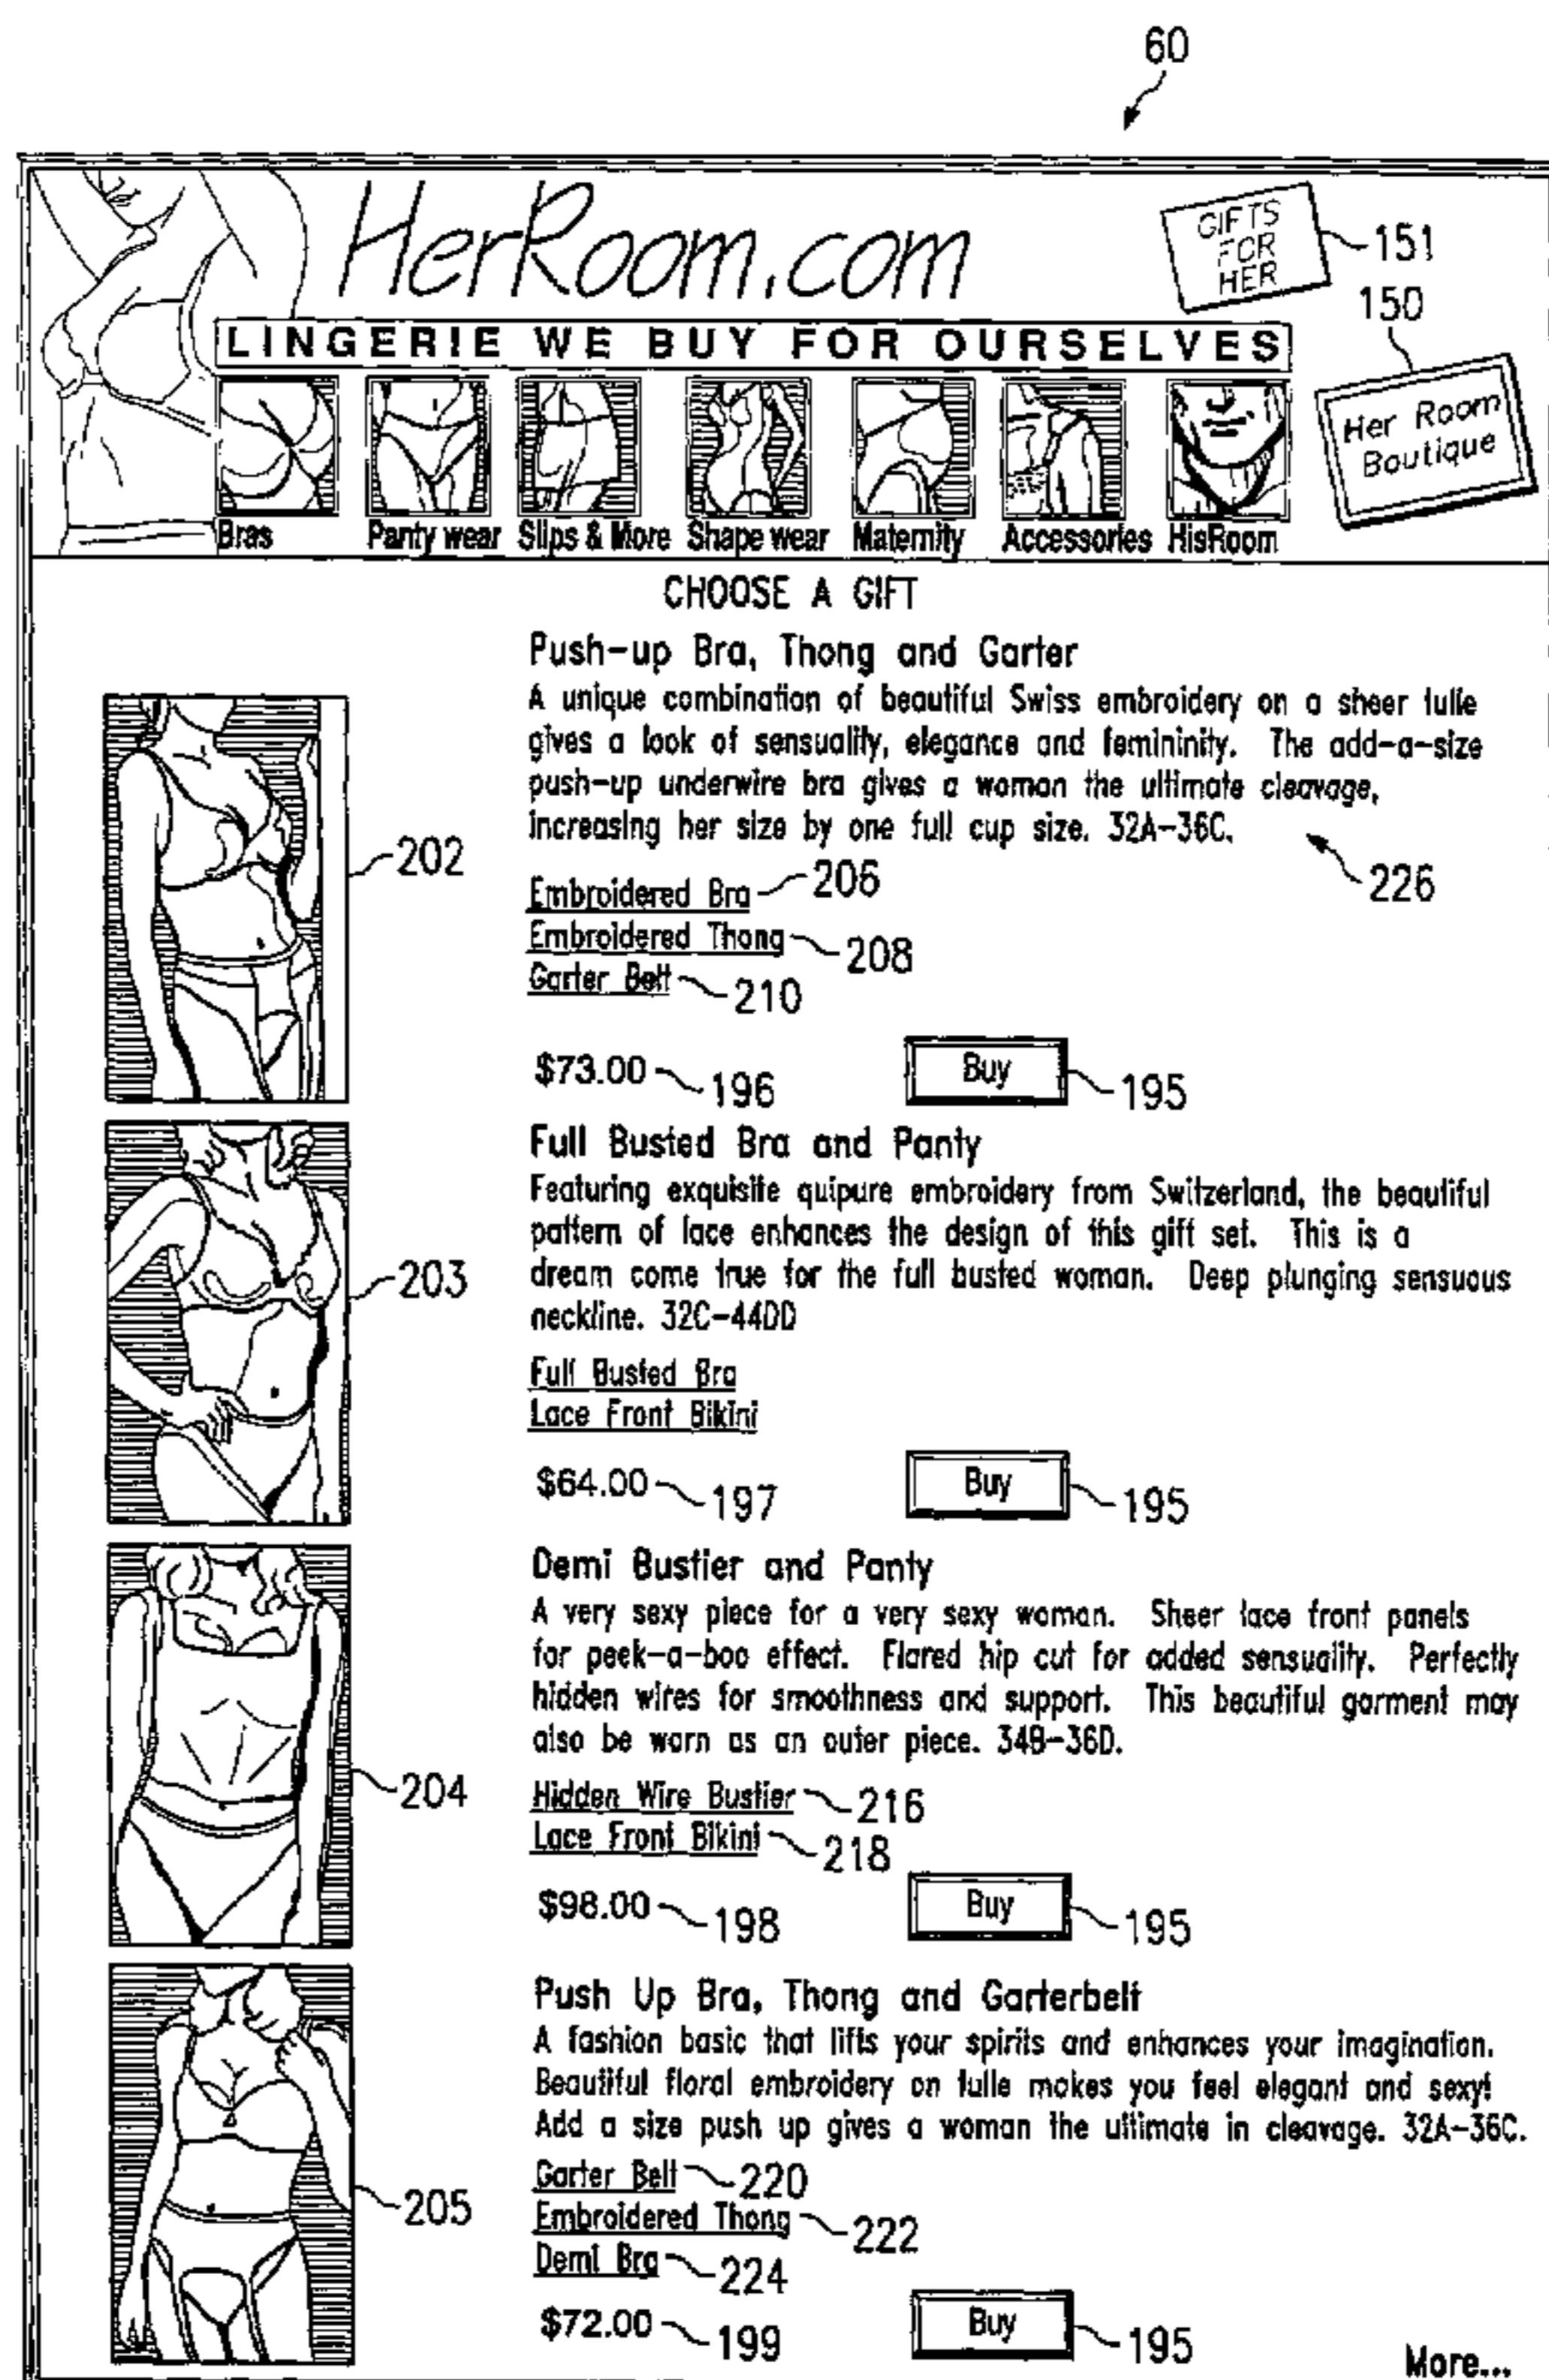 60
HerRoom.com
GIFTS
FOR
HER
151
150
LINGERIE WE BUY FOR OURSELVES
Her Room
Boutique
Bras Panty wear Slips & More Shape wear Maternity Accessories HisRoom
CHOOSE A GIFT
Push-up Bra, Thong and Garter
A unique combination of beautiful Swiss embroidery on a sheer tulle
gives a look of sensuality, elegance and femininity. The add-a-size
push-up underwire bra gives a woman the ultimate cleavage,
increasing her size by one full cup size. 32A-36C.
202
226
Embroidered Bra 206
Embroidered Thong 208
Garter Belt 210
$73.00 196 Buy 195
Full Busted Bra and Panty
Featuring exquisite quipure embroidery from Switzerland, the beautiful
pattern of lace enhances the design of this gift set. This is a
dream come true for the full busted woman. Deep plunging sensuous
neckline. 32C-44DD
203
Full Busted Bra
Lace Front Bikini
$64.00 197 Buy 195
Demi Bustier and Panty
A very sexy piece for a very sexy woman. Sheer lace front panels
for peek-a-boo effect. Flared hip cut for added sensuality. Perfectly
hidden wires for smoothness and support. This beautiful garment may
also be worn as an outer piece. 34B-36D.
204
Hidden Wire Bustier 216
Lace Front Bikini 218
$98.00 198 Buy 195
Push Up Bra, Thong and Garterbelt
A fashion basic that lifts your spirits and enhances your imagination.
Beautiful floral embroidery on tulle makes you feel elegant and sexy!
Add a size push up gives a woman the ultimate in cleavage. 32A-36C.
205
Garter Belt 220
Embroidered Thong 222
Demi Bra 224
$72.00 199 Buy 195
More...